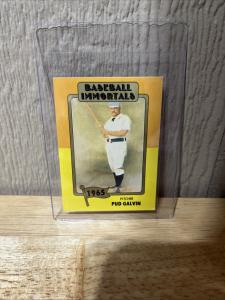 BASEBALL
IMMORTALS
1965
PITCHER
PUD GALVIN